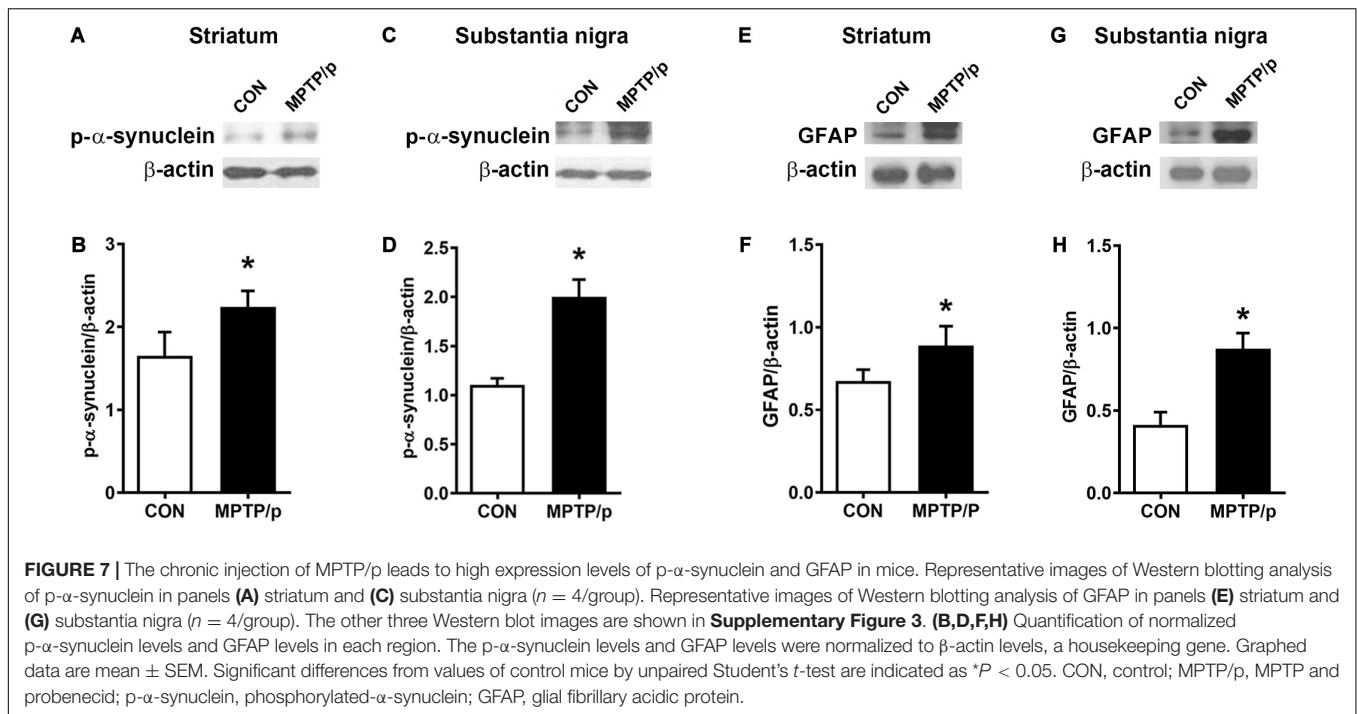 A Striatum
CON MPTP/p
p-α-synuclein
β-actin
B
p-α-synuclein/β-actin
3
2
1
0
*
CON MPTP/p
C Substantia nigra
CON MPTP/p
p-α-synuclein
β-actin
D
p-α-synuclein/β-actin
2.5
2.0
1.5
1.0
0.5
0.0
*
CON MPTP/p
E Striatum
CON MPTP/p
GFAP
β-actin
F
GFAP/β-actin
1.5
1.0
0.5
0.0
*
CON MPTP/P
G Substantia nigra
CON MPTP/p
GFAP
β-actin
H
GFAP/β-actin
1.5
1.0
0.5
0.0
*
CON MPTP/p
FIGURE 7 | The chronic injection of MPTP/p leads to high expression levels of p-α-synuclein and GFAP in mice. Representative images of Western blotting analysis
of p-α-synuclein in panels (A) striatum and (C) substantia nigra (n = 4/group). Representative images of Western blotting analysis of GFAP in panels (E) striatum and
(G) substantia nigra (n = 4/group). The other three Western blot images are shown in Supplementary Figure 3. (B,D,F,H) Quantification of normalized
p-α-synuclein levels and GFAP levels in each region. The p-α-synuclein levels and GFAP levels were normalized to β-actin levels, a housekeeping gene. Graphed
data are mean ± SEM. Significant differences from values of control mice by unpaired Student's t-test are indicated as *P < 0.05. CON, control; MPTP/p, MPTP and
probenecid; p-α-synuclein, phosphorylated-α-synuclein; GFAP, glial fibrillary acidic protein.